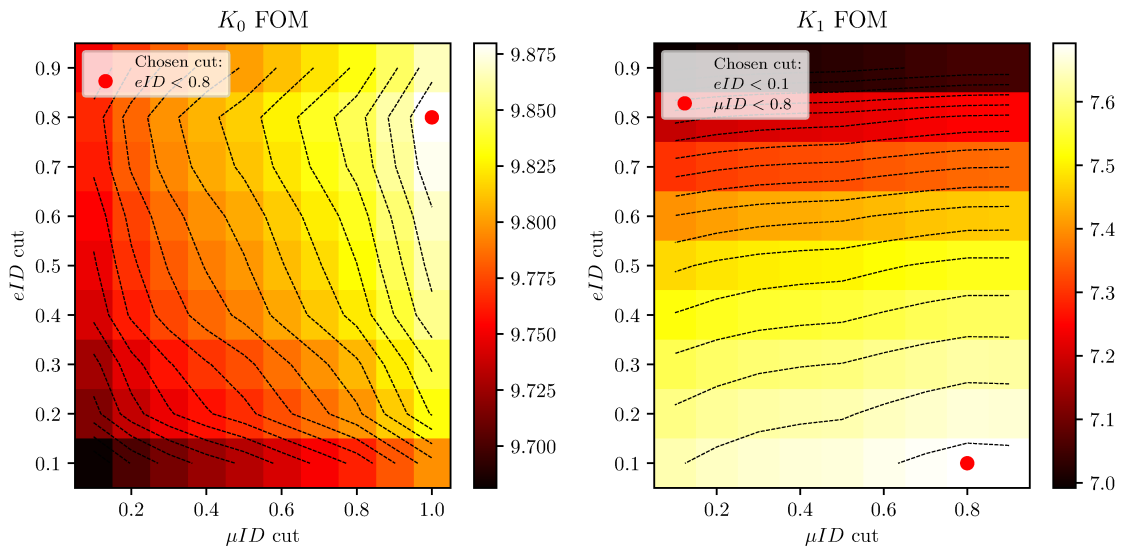 K0 FOM
Chosen cut:
eID < 0.8
0.9
0.8
0.7
0.6
0.5
0.4
0.3
0.2
0.1
eID cut
0.2 0.4 0.6 0.8 1.0
μID cut
9.875
9.850
9.825
9.800
9.775
9.750
9.725
9.700
K1 FOM
Chosen cut:
eID < 0.1
μID < 0.8
0.9
0.8
0.7
0.6
0.5
0.4
0.3
0.2
0.1
eID cut
0.2 0.4 0.6 0.8
μID cut
7.6
7.5
7.4
7.3
7.2
7.1
7.0